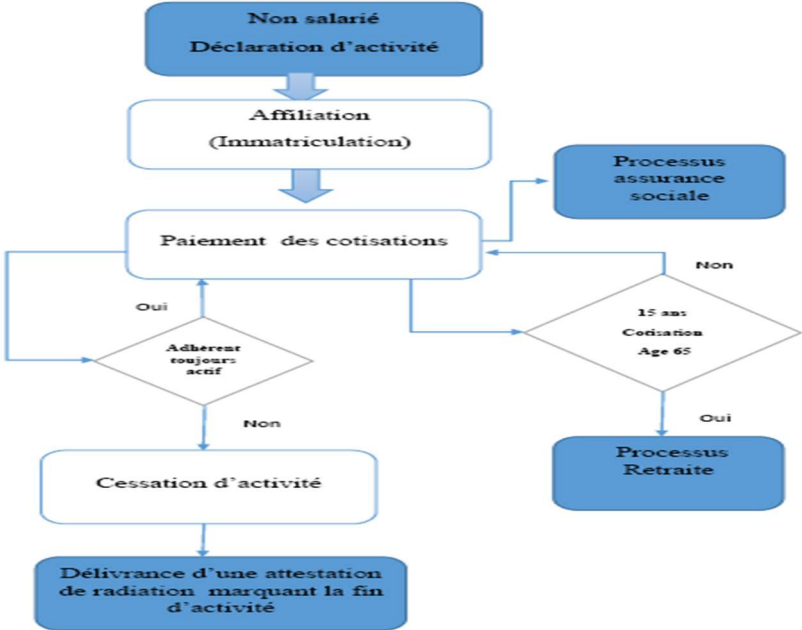 Non salarié
Déclaration d'activité
Affiliation
(Immatriculation)
Processus
assurance
sociale
Paiement des cotisations
Non
Oui
15 ans
Cotisation
Age 65
Adhèrent
toujours
actif
Oui
Non
Processus
Retraite
Cessation d'activité
Délivrance d'une attestation
de radiation marquant la fin
d'activité